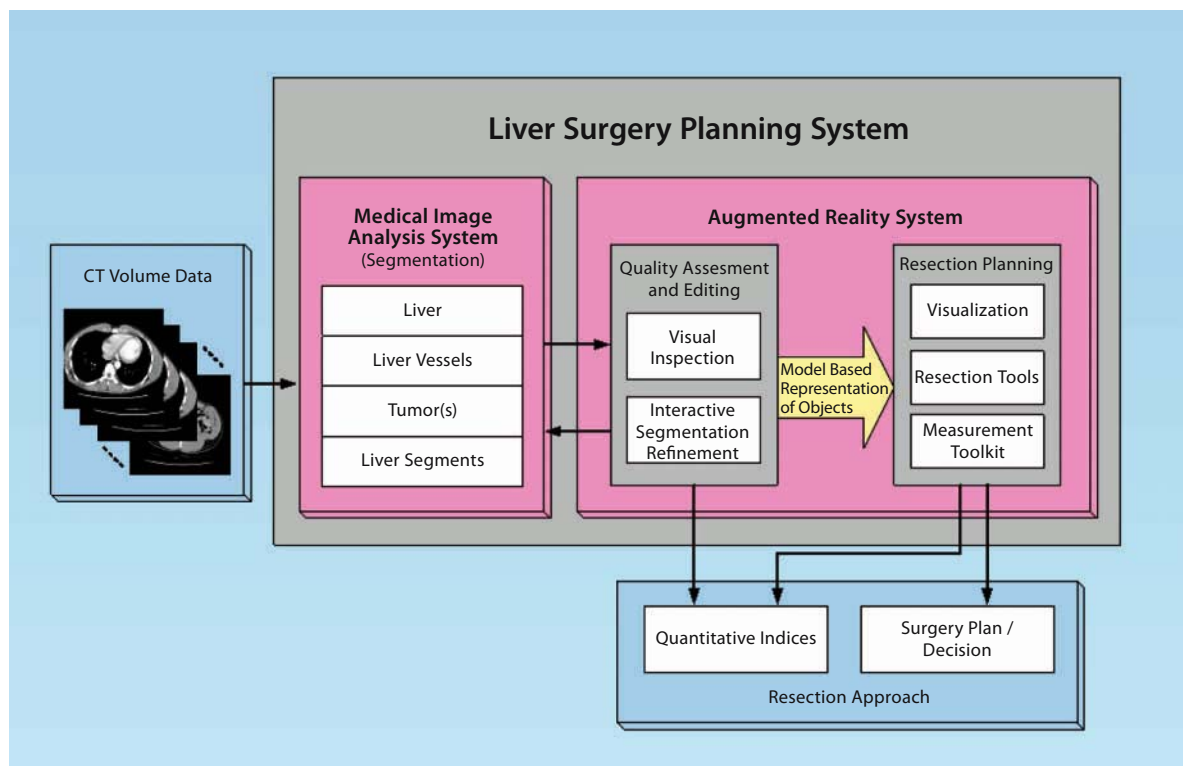 Liver Surgery Planning System
CT Volume Data
Medical Image
Analysis System
(Segmentation)
Liver
Liver Vessels
Tumor(s)
Liver Segments
Augmented Reality System
Quality Assesment
and Editing
Visual
Inspection
Interactive
Segmentation
Refinement
Model Based
Representation
of Objects
Resection Planning
Visualization
Resection Tools
Measurement
Toolkit
Quantitative Indices
Surgery Plan /
Decision
Resection Approach